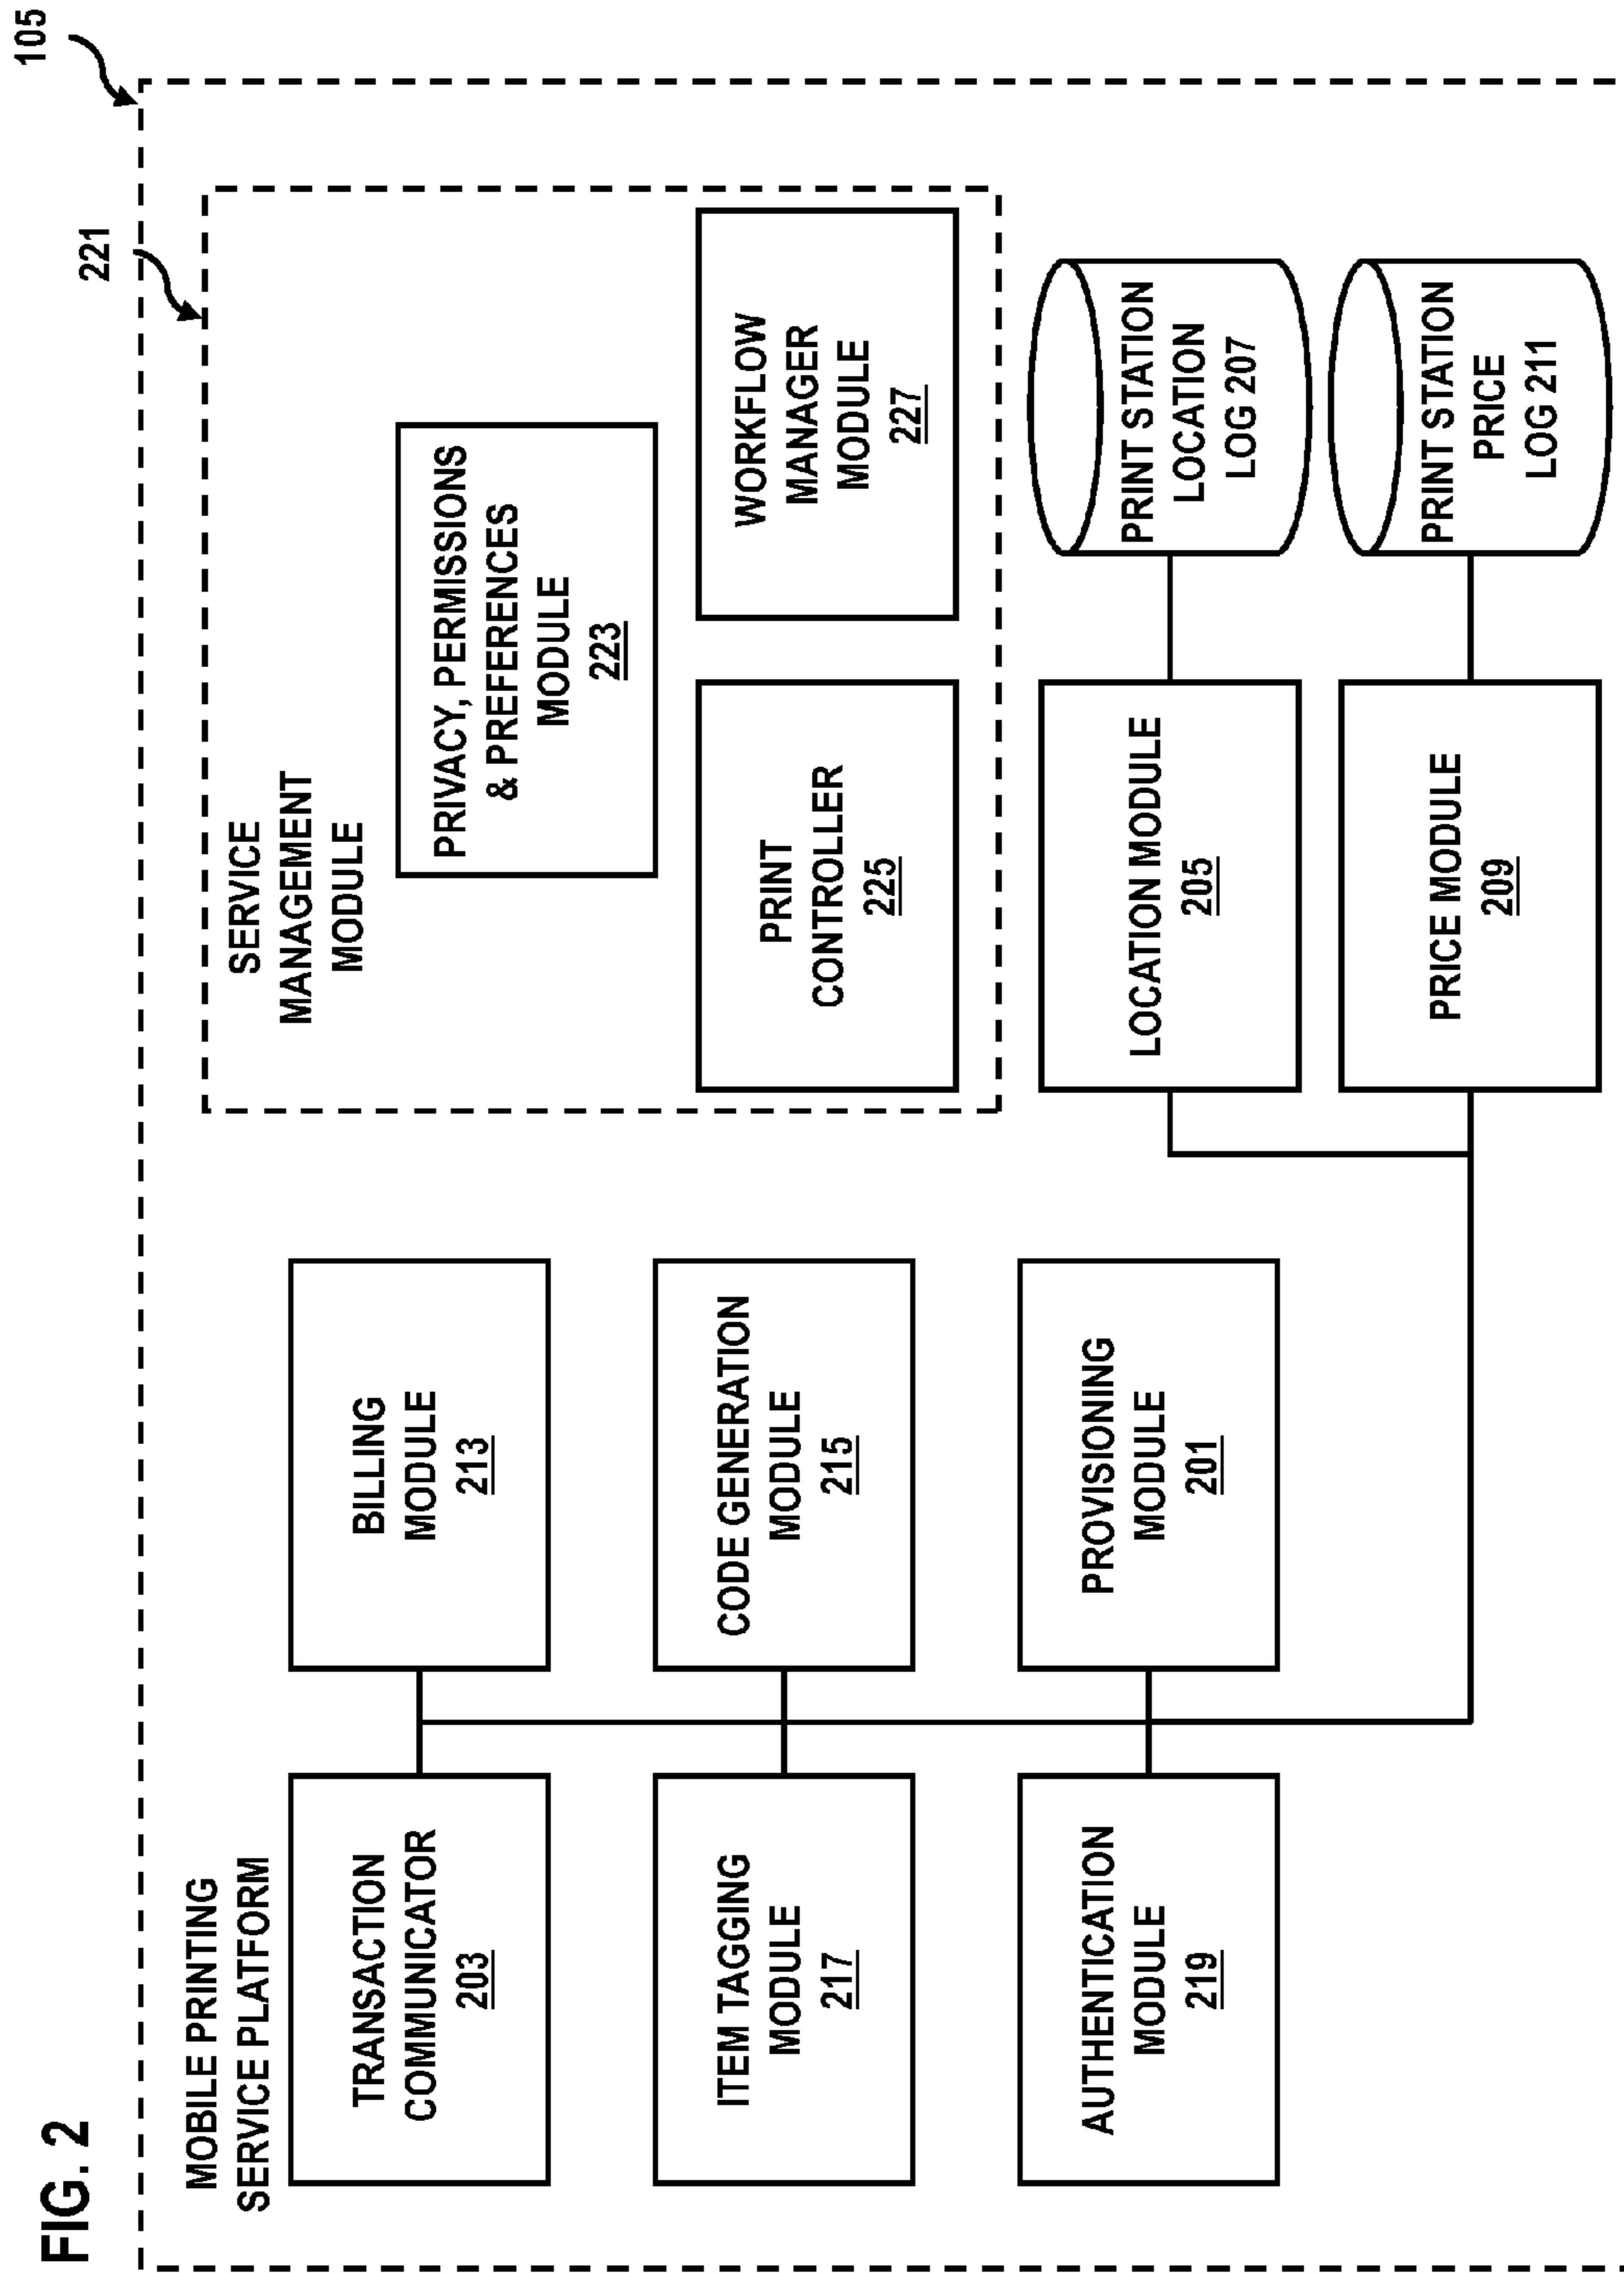 FIG. 2
105
MOBILE PRINTING
SERVICE PLATFORM
221
SERVICE
MANAGEMENT
MODULE
TRANSACTION
COMMUNICATOR
203
BILLING
MODULE
213
PRIVACY, PERMISSIONS
& PREFERENCES
MODULE
223
ITEM TAGGING
MODULE
217
CODE GENERATION
MODULE
215
PRINT
CONTROLLER
225
WORKFLOW
MANAGER
MODULE
227
AUTHENTICATION
MODULE
219
PROVISIONING
MODULE
201
LOCATION MODULE
205
PRINT STATION
LOCATION
LOG 207
PRICE MODULE
209
PRINT STATION
PRICE
LOG 211